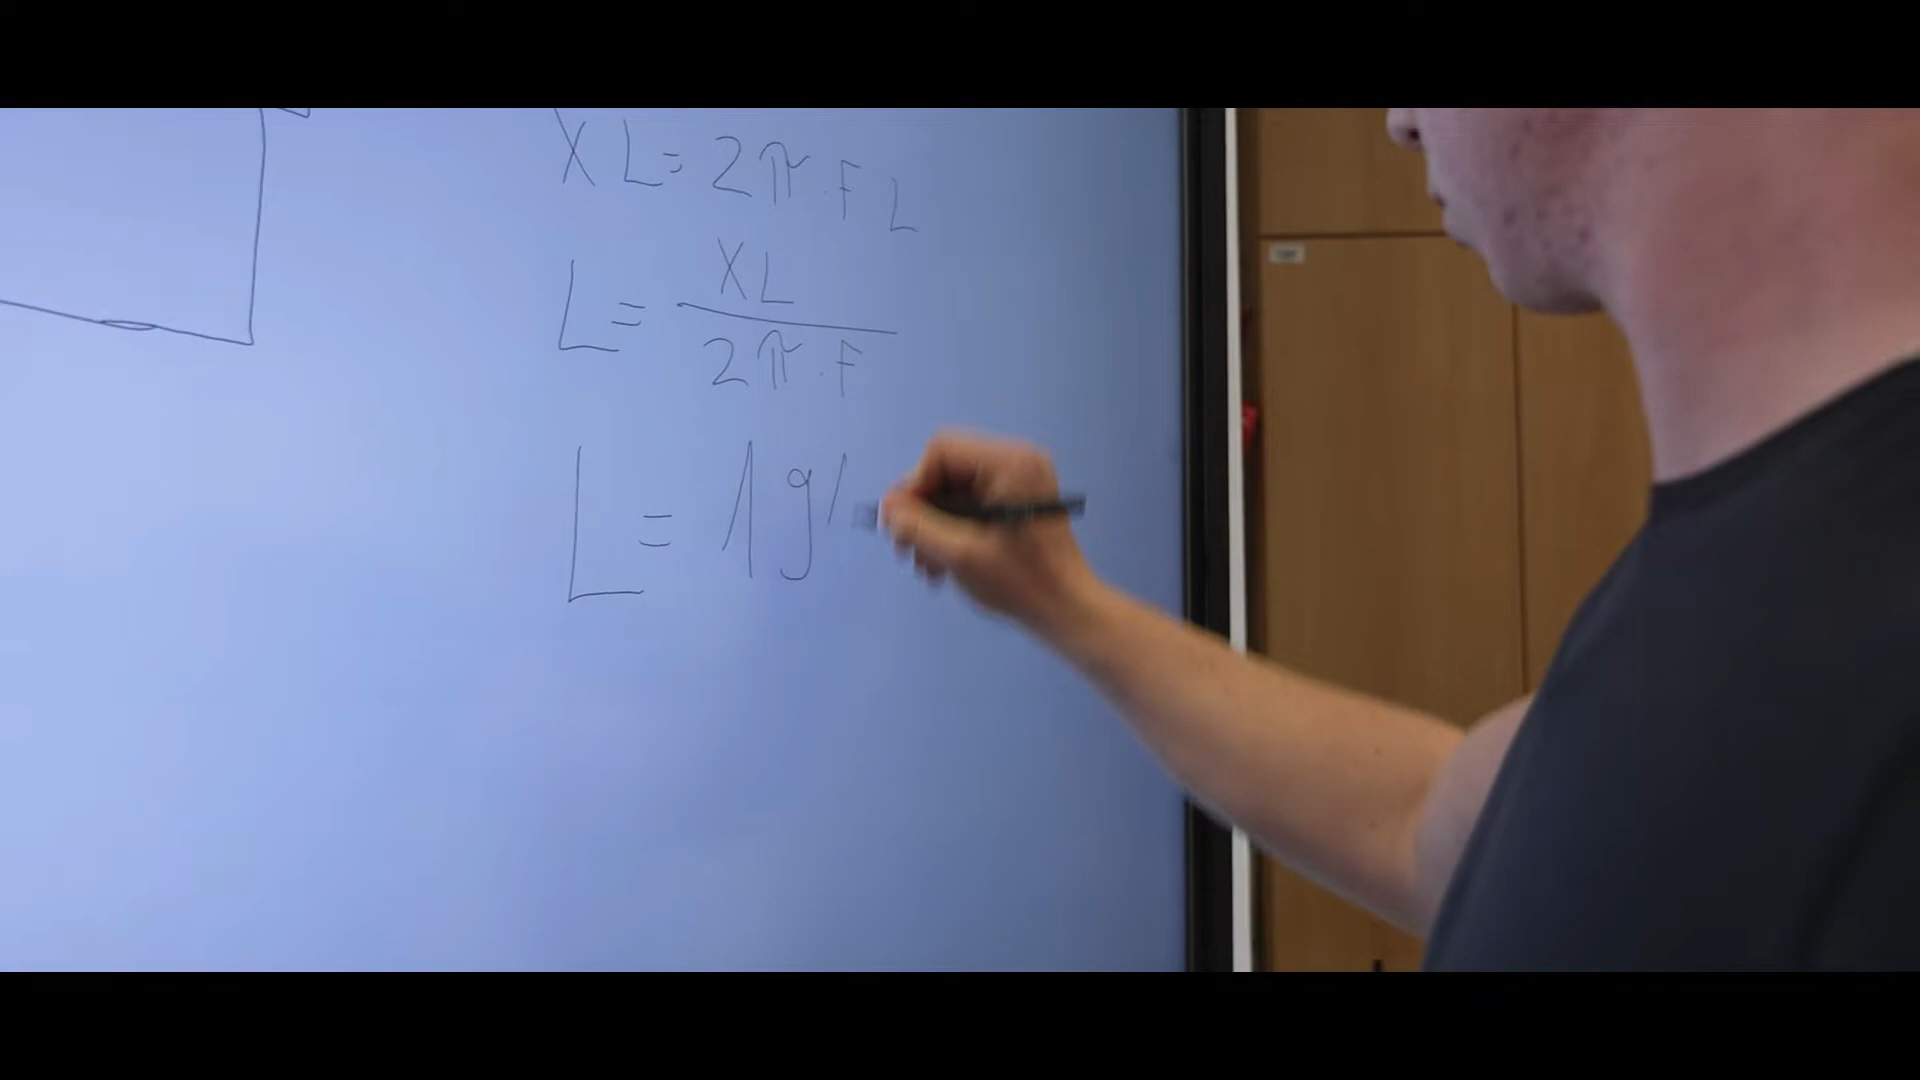 XL= 2π.F L
L= XL / 2π.F
L= 19